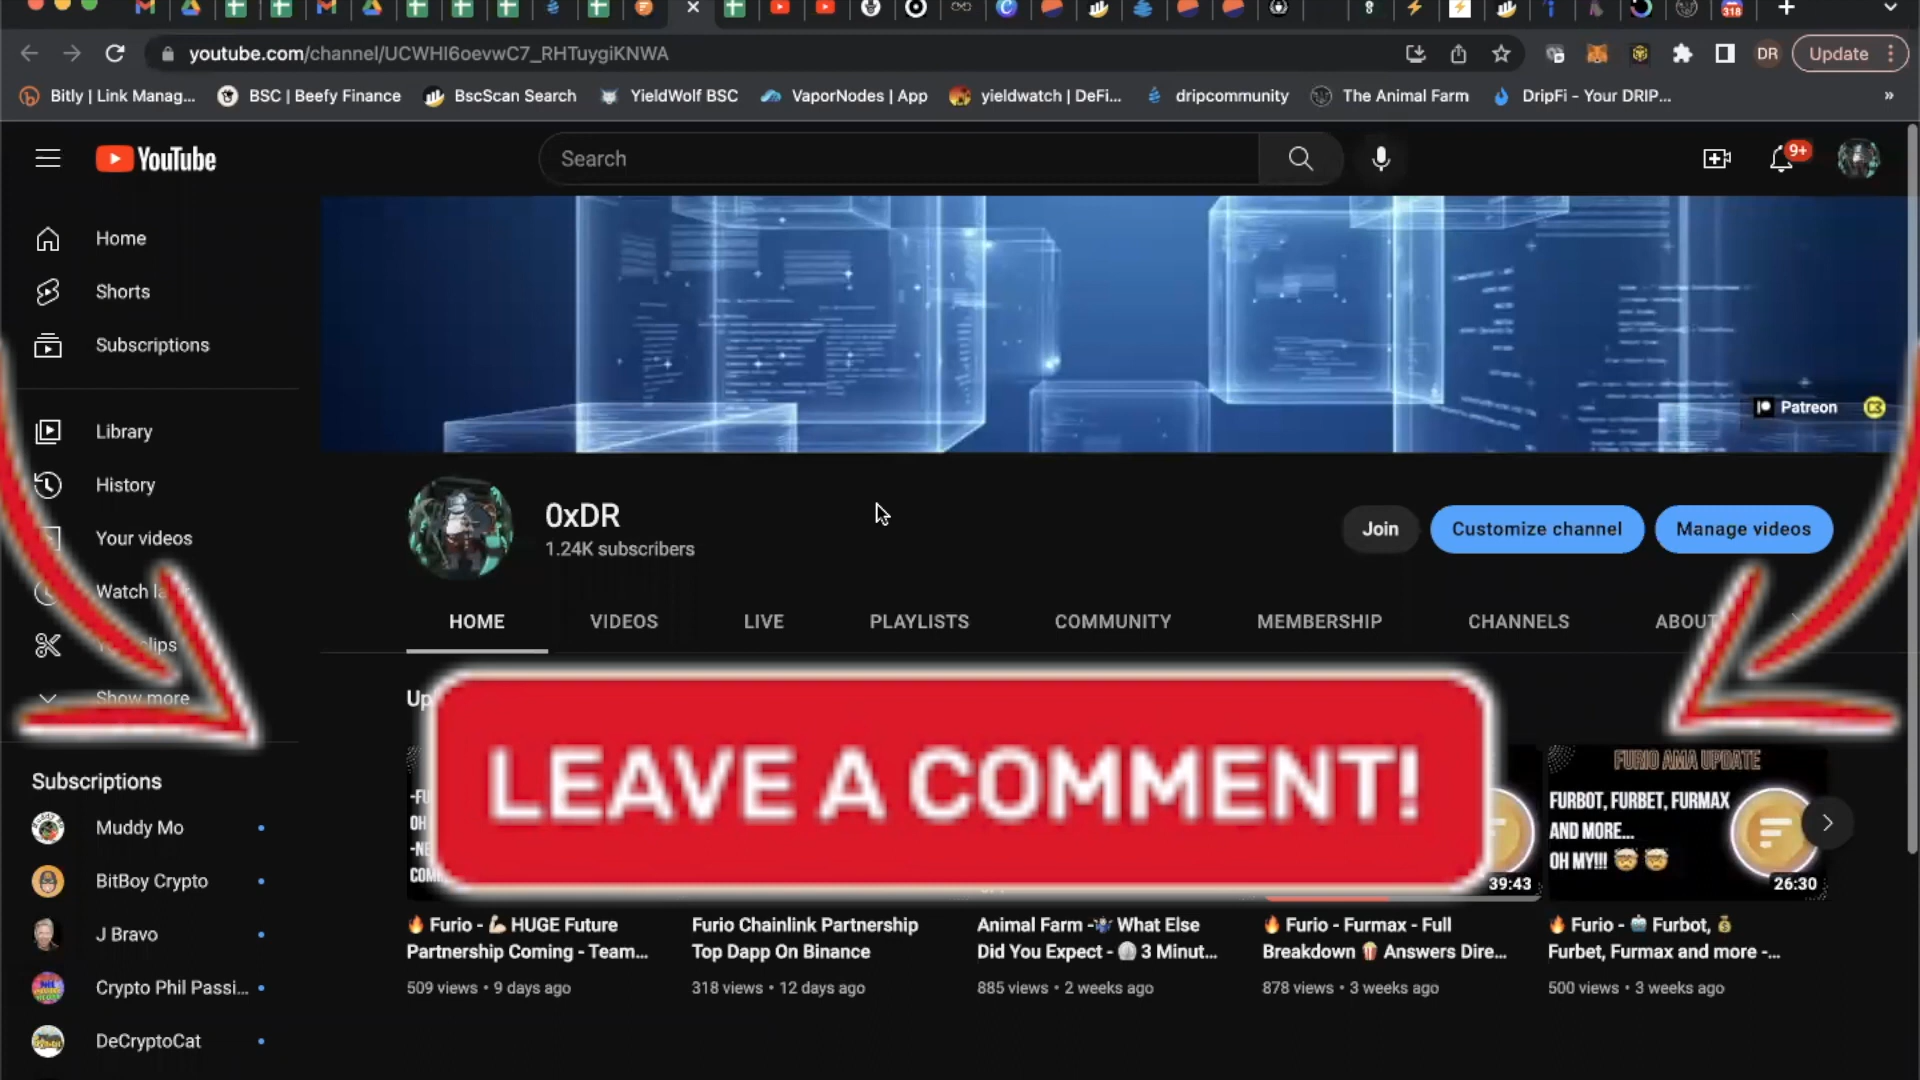 318
youtube.com/channel/UCWHI6oevwC7_RHTuygiKNWA
DR
Update
Bitly | Link Manag...
BSC | Beefy Finance
BscScan Search
YieldWolf BSC
VaporNodes | App
yieldwatch | DeFi...
dripcommunity
The Animal Farm
DripFi - Your DRIP...
»
YouTube
Search
9+
Home
Shorts
Subscriptions
Library
History
Your videos
Watch
clips
Show more
Subscriptions
Muddy Mo
BitBoy Crypto
J Bravo
Crypto Phil Passi...
DeCryptoCat
Patreon
0xDR
1.24K subscribers
Join
Customize channel
Manage videos
HOME
VIDEOS
LIVE
PLAYLISTS
COMMUNITY
MEMBERSHIP
CHANNELS
ABOUT
LEAVE A COMMENT!
OH
39:43
FURIO AMA UPDATE
FURBOT, FURBET, FURMAX
AND MORE...
OH MY!!! 🤯 🤯
26:30
🔥 Furio - 💪 HUGE Future
Partnership Coming - Team...
509 views • 9 days ago
Furio Chainlink Partnership
Top Dapp On Binance
318 views • 12 days ago
Animal Farm - What Else
Did You Expect - 3 Minut...
885 views • 2 weeks ago
🔥 Furio - Furmax - Full
Breakdown 🍿 Answers Dire...
878 views • 3 weeks ago
🔥 Furio - 🤖 Furbot, 💰
Furbet, Furmax and more -...
500 views • 3 weeks ago